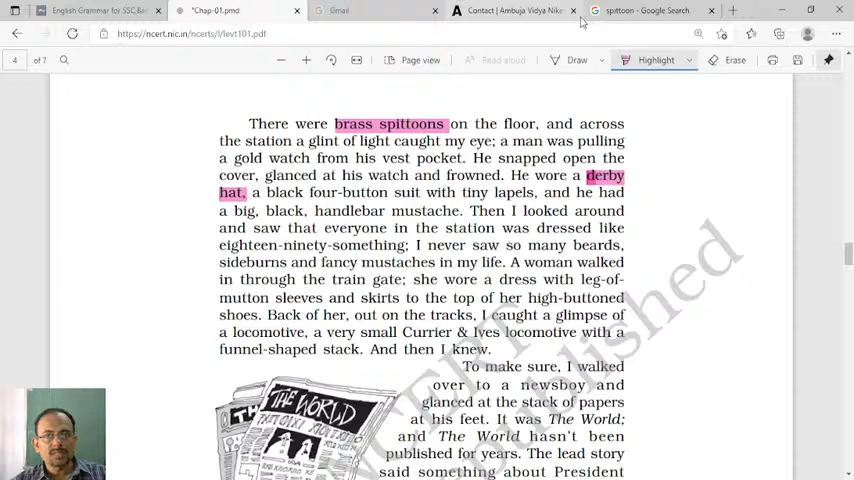 English Grammar for SSC,Ban
*Chap-01.pmd
Gmail
Contact | Ambuja Vidya Nike
spittoon - Google Search
https://ncert.nic.in/ncerts/l/levt101.pdf
4 of 7
Page view
Read aloud
Draw
Highlight
Erase
There were brass spittoons on the floor, and across
the station a glint of light caught my eye; a man was pulling
a gold watch from his vest pocket. He snapped open the
cover, glanced at his watch and frowned. He wore a derby
hat, a black four-button suit with tiny lapels, and he had
a big, black, handlebar mustache. Then I looked around
and saw that everyone in the station was dressed like
eighteen-ninety-something; I never saw so many beards,
sideburns and fancy mustaches in my life. A woman walked
in through the train gate; she wore a dress with leg-of-
mutton sleeves and skirts to the top of her high-buttoned
shoes. Back of her, out on the tracks, I caught a glimpse of
a locomotive, a very small Currier & Ives locomotive with a
funnel-shaped stack. And then I knew.
To make sure, I walked
over to a newsboy and
glanced at the stack of papers
at his feet. It was The World;
and The World hasn't been
published for years. The lead story
said something about President
THE WORLD
TH
NCERT
republished